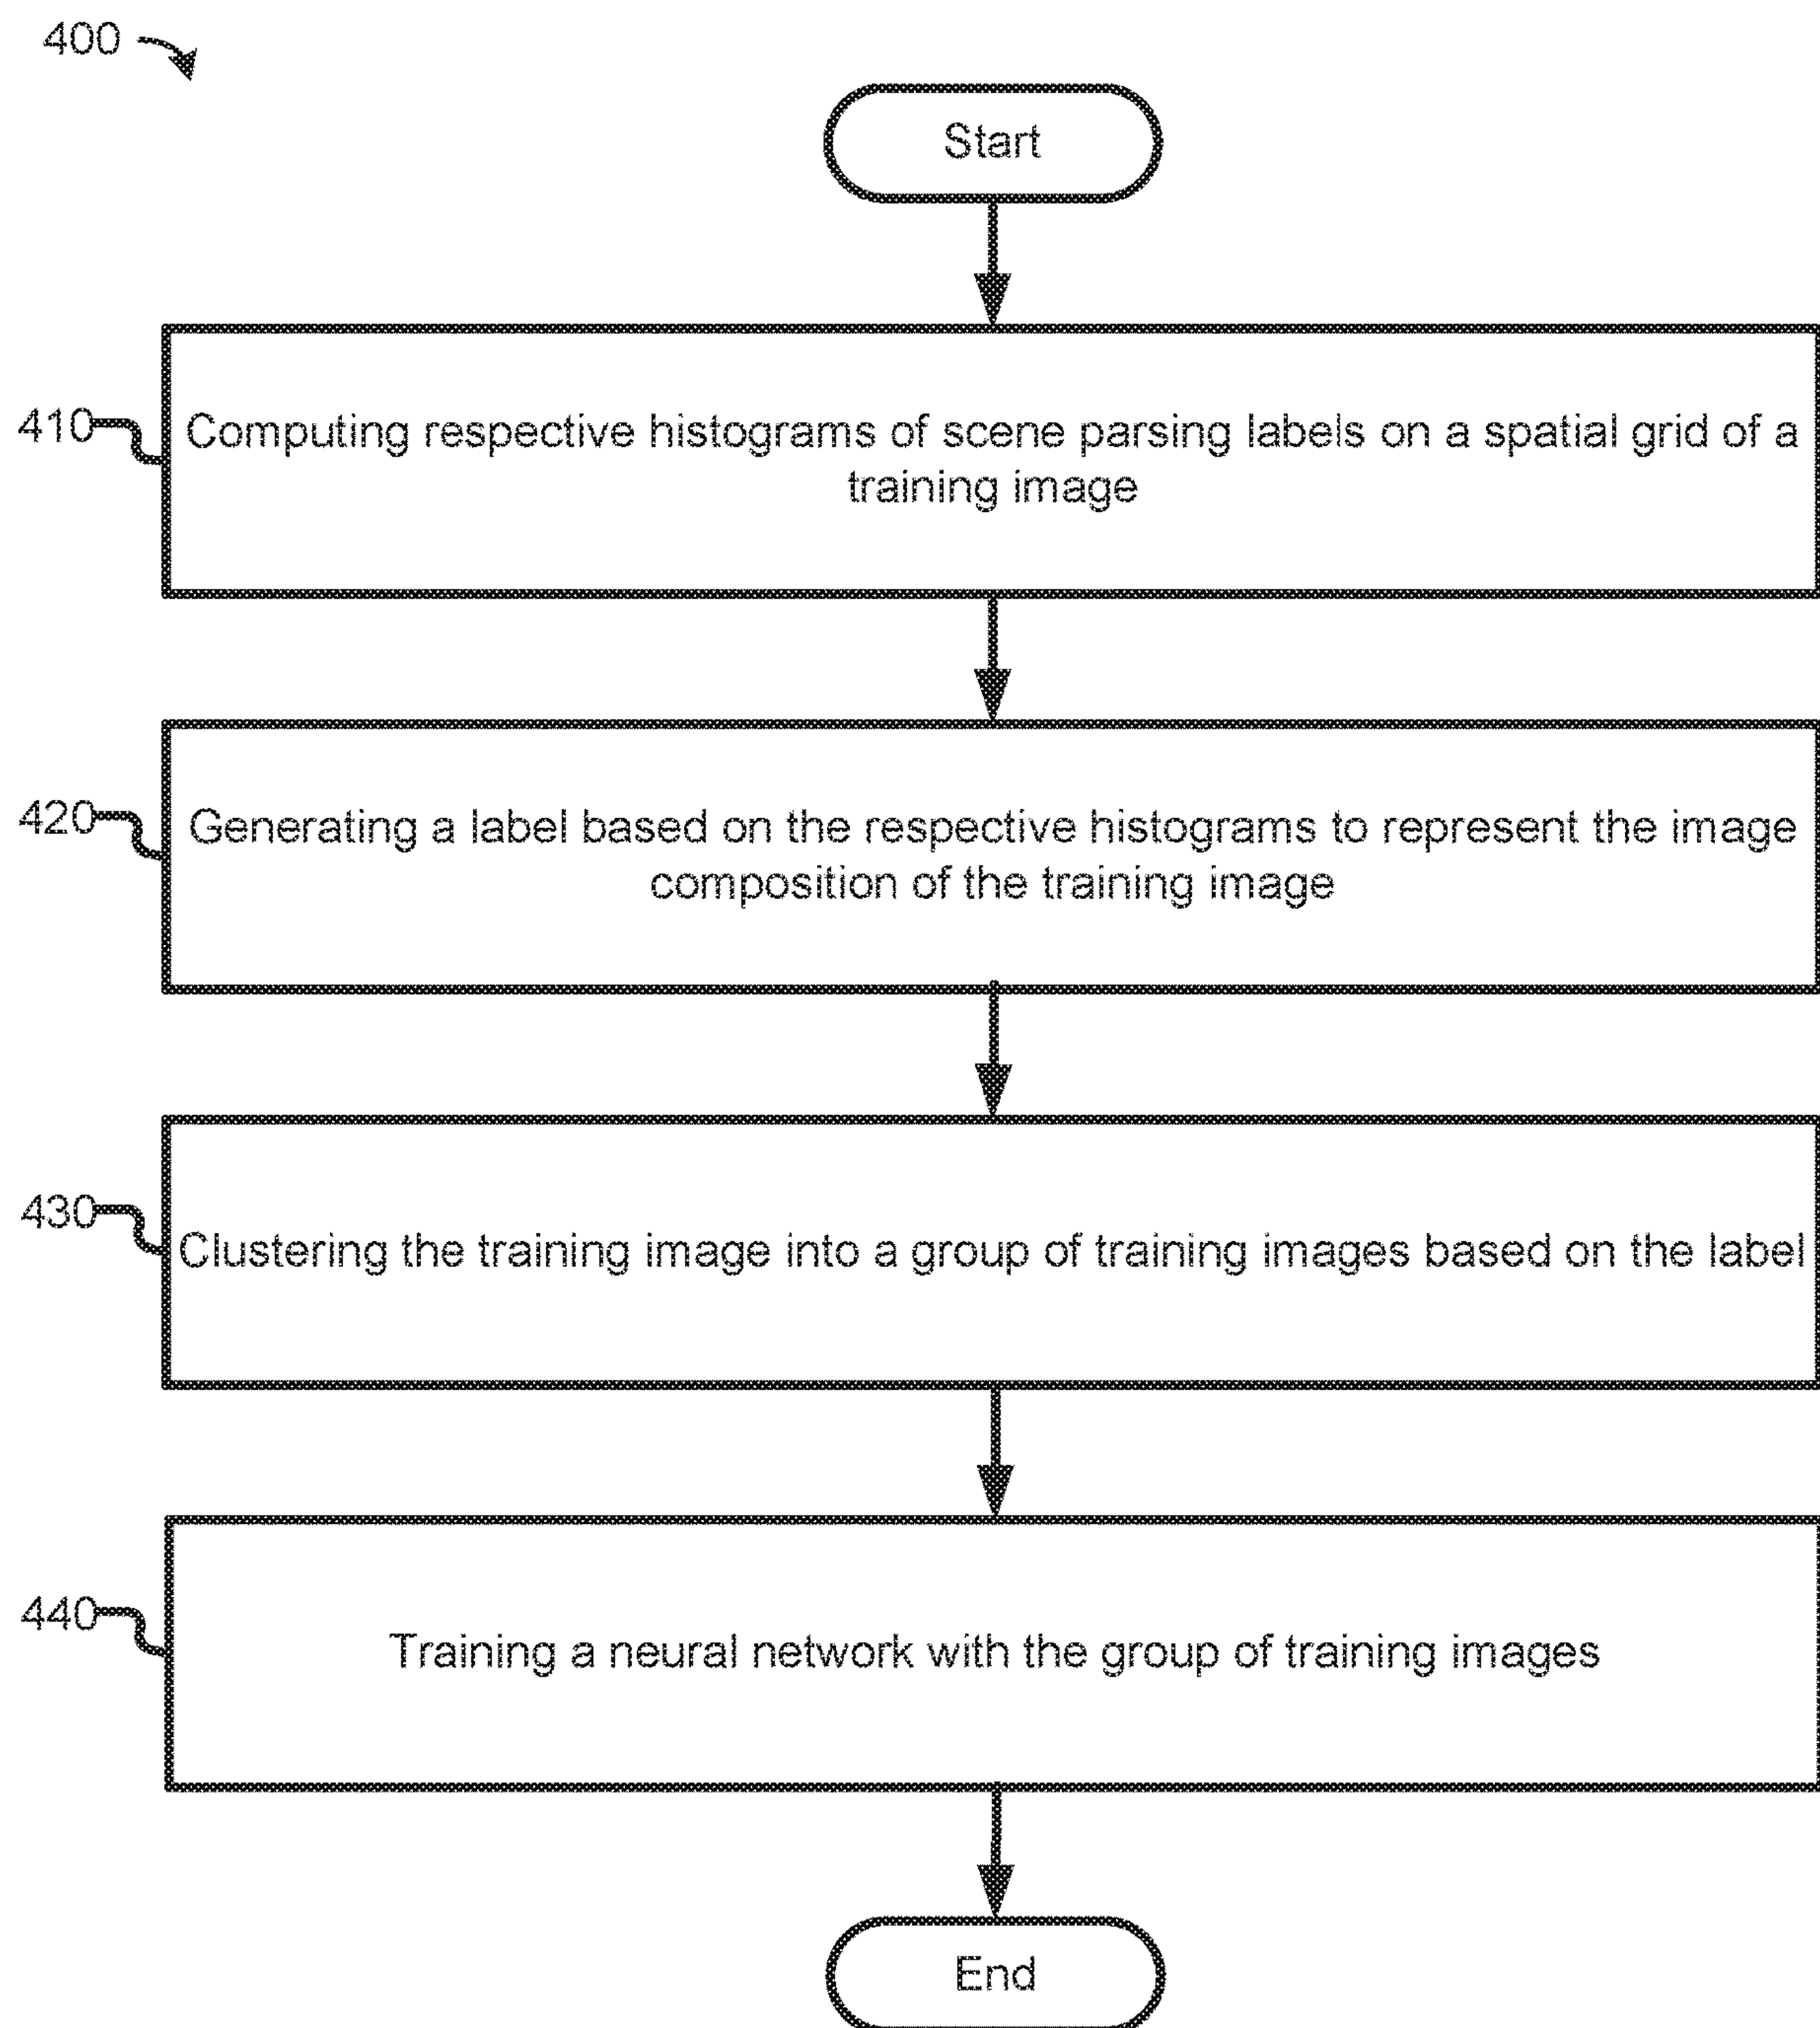 400
Start
410
Computing respective histograms of scene parsing labels on a spatial grid of a
training image
420
Generating a label based on the respective histograms to represent the image
composition of the training image
430
Clustering the training image into a group of training images based on the label
440
Training a neural network with the group of training images
End